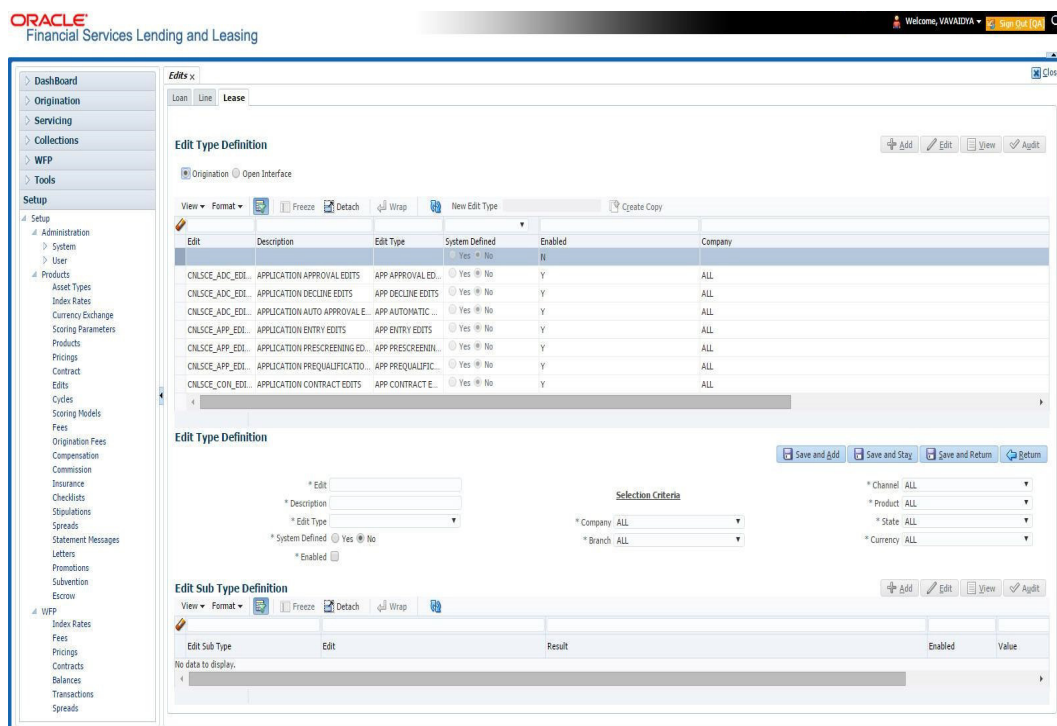 ORACLE'
Financial Services Lending and Leasing
Welcome, VAVAIDYA
Sign Out [QA]
DashBoard
Origination
Servicing
Collections
WFP
Tools
Setup
Setup
Administration
System
User
Products
Asset Types
Index Rates
Currency Exchange
Scoring Parameters
Products
Pricings
Contract
Edits
Cycles
Scoring Models
Fees
Origination Fees
Compensation
Commission
Insurance
Checklists
Stipulations
Spreads
Statement Messages
Letters
Promotions
Subvention
Escrow
WFP
Index Rates
Fees
Pricings
Contracts
Balances
Transactions
Spreads
Edits x
Clos
Loan Line Lease
Edit Type Definition
Add Edit View Audit
Origination Open Interface
View Format Freeze Detach Wrap New Edit Type Create Copy
Edit Description Edit Type System Defined Enabled Company
Yes No N
CNLSCE_ADC_EDI... APPLICATION APPROVAL EDITS APP APPROVAL ED... Yes No Y ALL
CNLSCE_ADC_EDI... APPLICATION DECLINE EDITS APP DECLINE EDITS Yes No Y ALL
CNLSCE_ADC_EDI... APPLICATION AUTO APPROVAL E... APP AUTOMATIC ... Yes No Y ALL
CNLSCE_APP_EDI... APPLICATION ENTRY EDITS APP ENTRY EDITS Yes No Y ALL
CNLSCE_APP_EDI... APPLICATION PRESCREENING ED... APP PRESCREENIN... Yes No Y ALL
CNLSCE_APP_EDI... APPLICATION PREQUALIFICATIO... APP PREQUALIFIC... Yes No Y ALL
CNLSCE_CON_EDI... APPLICATION CONTRACT EDITS APP CONTRACT E... Yes No Y ALL
Edit Type Definition
Save and Add Save and Stay Save and Return Return
* Edit
* Description
* Edit Type
* System Defined Yes No
* Enabled
Selection Criteria
* Company ALL
* Branch ALL
* Channel ALL
* Product ALL
* State ALL
* Currency ALL
Edit Sub Type Definition
Add Edit View Audit
View Format Freeze Detach Wrap
Edit Sub Type Edit Result Enabled Value
No data to display.